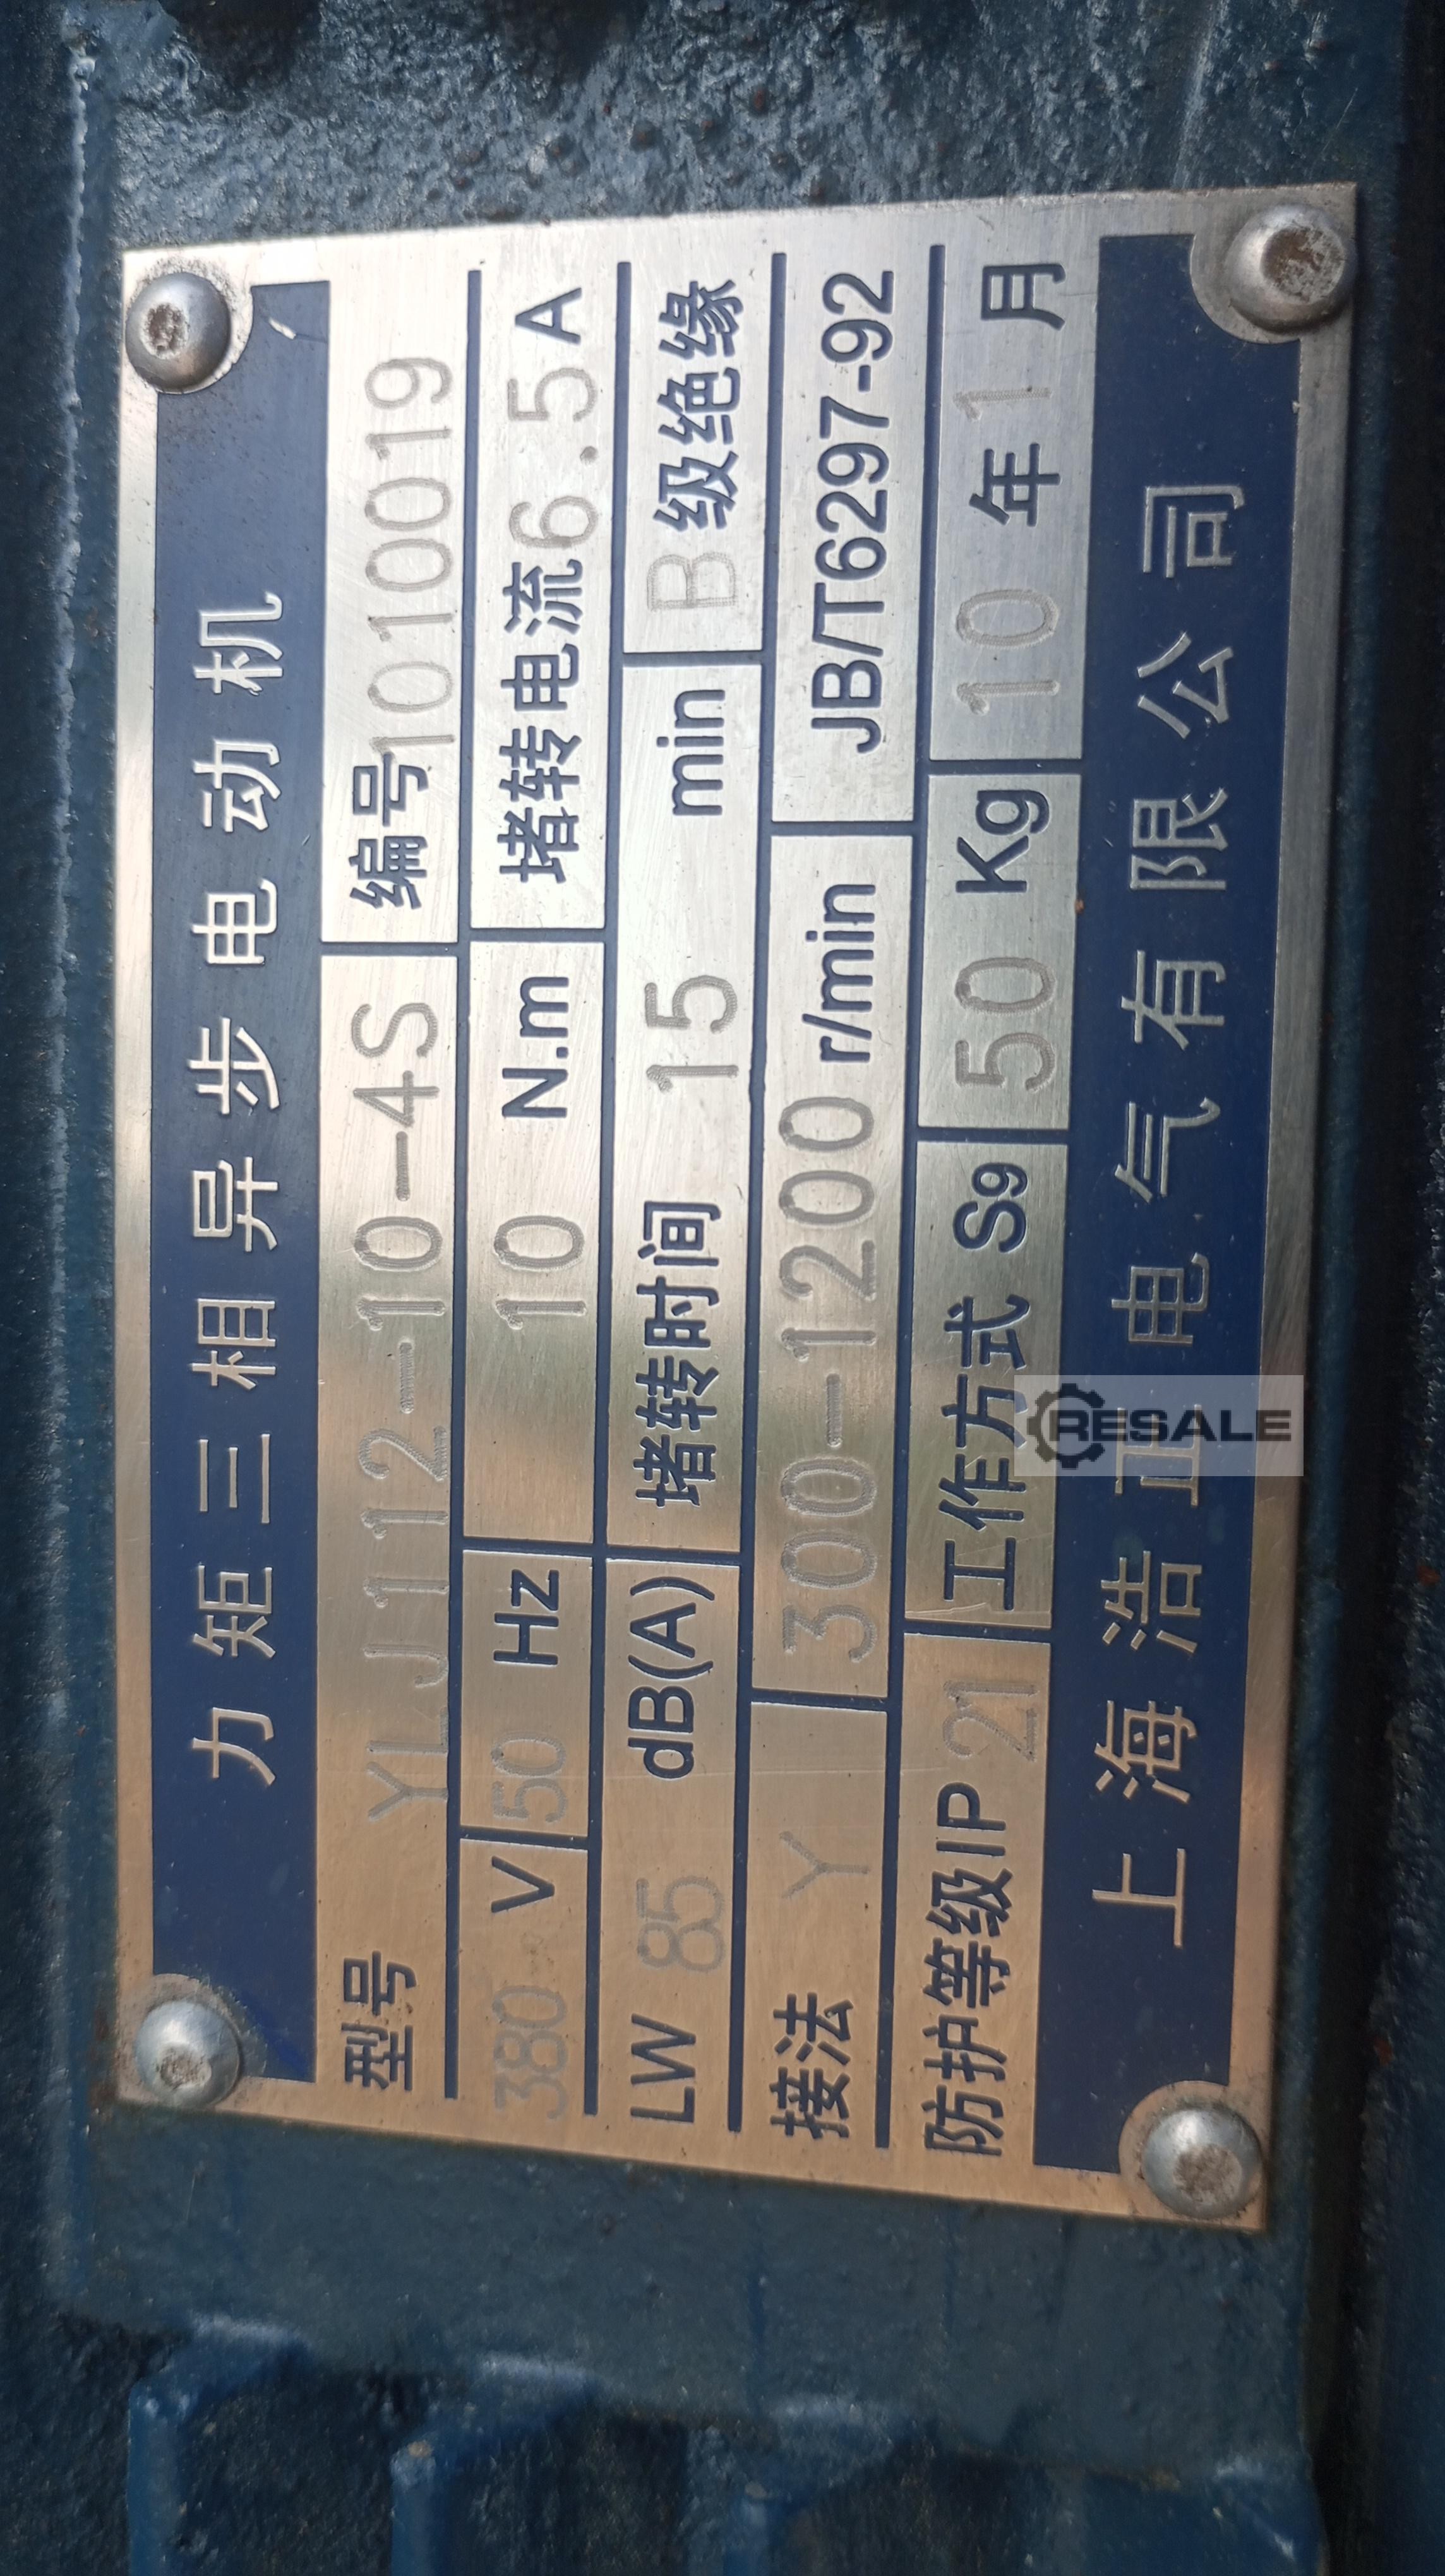 力矩三相异步电动机
型号 YLJ112-10-4S 编号1010019
380 V 50 Hz 10 N.m 堵转电流6.5A
LW 85 dB(A) 堵转时间 15 min B级绝缘
接法 Y 300-1200 r/min JB/T6297-92
防护等级IP 21 工作方式 S9 50 Kg 10 年 1 月
上海浩正电气有限公司
RESALE